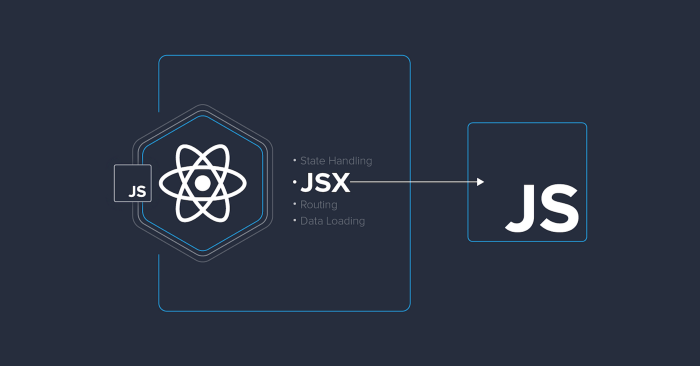 JS
• State Handling
• JSX
• Routing
• Data Loading
JS